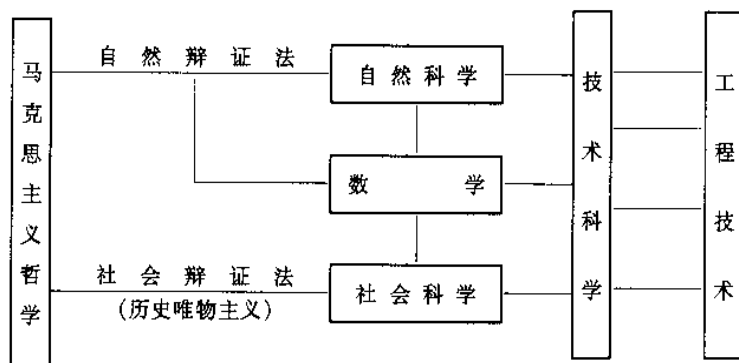 马克思主义哲学
自然辩证法
自然科学
数学
社会辩证法
(历史唯物主义)
社会科学
技术科学
工程技术